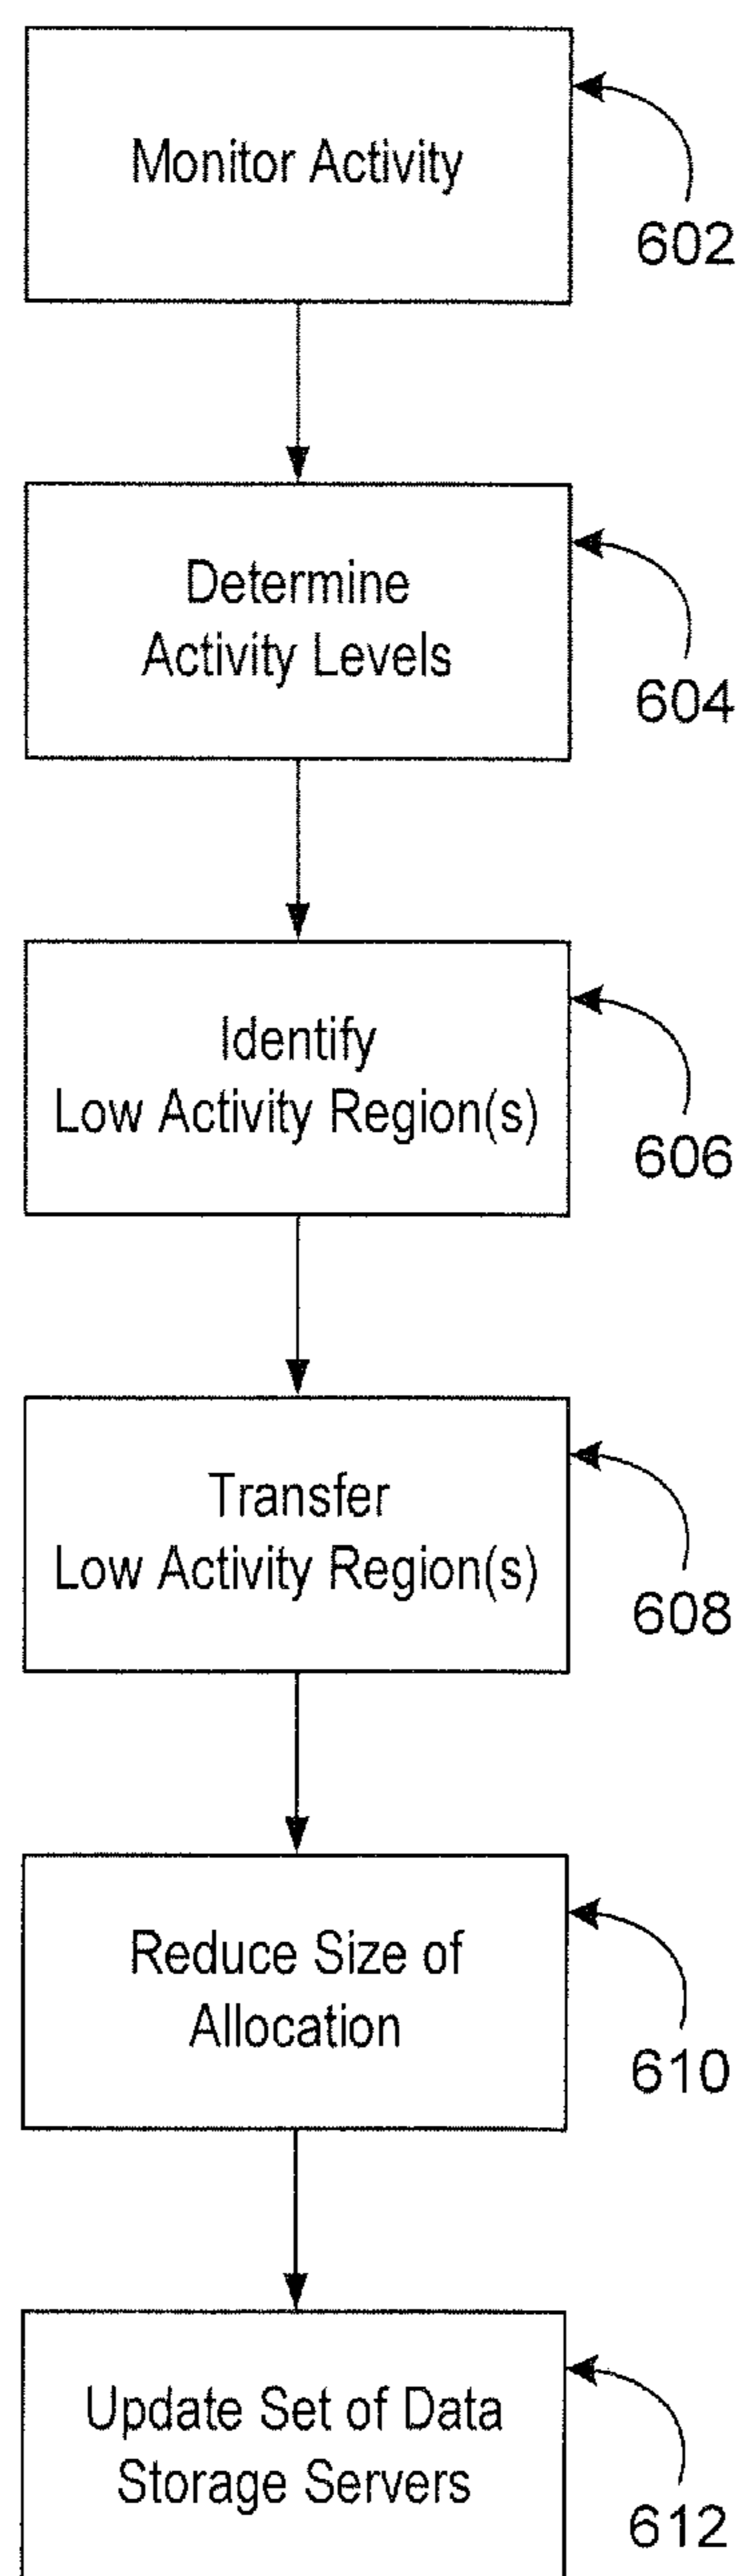 Monitor Activity
602
Determine
Activity Levels
604
Identify
Low Activity Region(s)
606
Transfer
Low Activity Region(s)
608
Reduce Size of
Allocation
610
Update Set of Data
Storage Servers
612